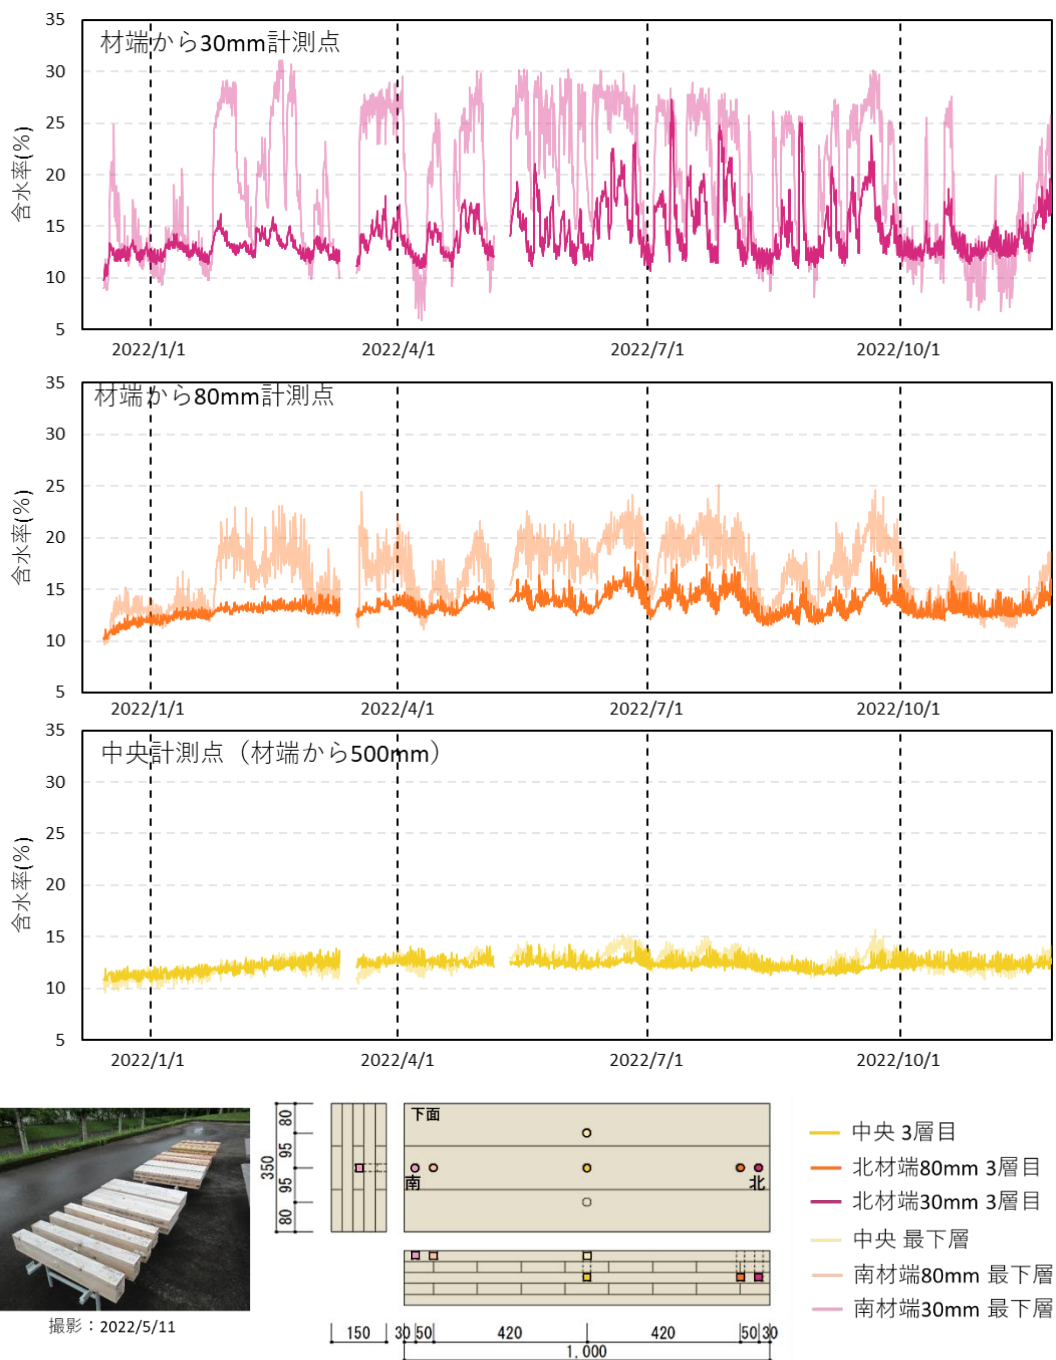 材端から30mm計測点
含水率(%)
35
30
25
20
15
10
5
2022/1/1 2022/4/1 2022/7/1 2022/10/1
材端から80mm計測点
含水率(%)
35
30
25
20
15
10
5
2022/1/1 2022/4/1 2022/7/1 2022/10/1
中央計測点（材端から500mm）
含水率(%)
35
30
25
20
15
10
5
2022/1/1 2022/4/1 2022/7/1 2022/10/1
撮影：2022/5/11
80
95
350
95
80
下面
南
北
150 30 50 420 420 50 30
1,000
中央 3層目
北材端80mm 3層目
北材端30mm 3層目
中央 最下層
南材端80mm 最下層
南材端30mm 最下層